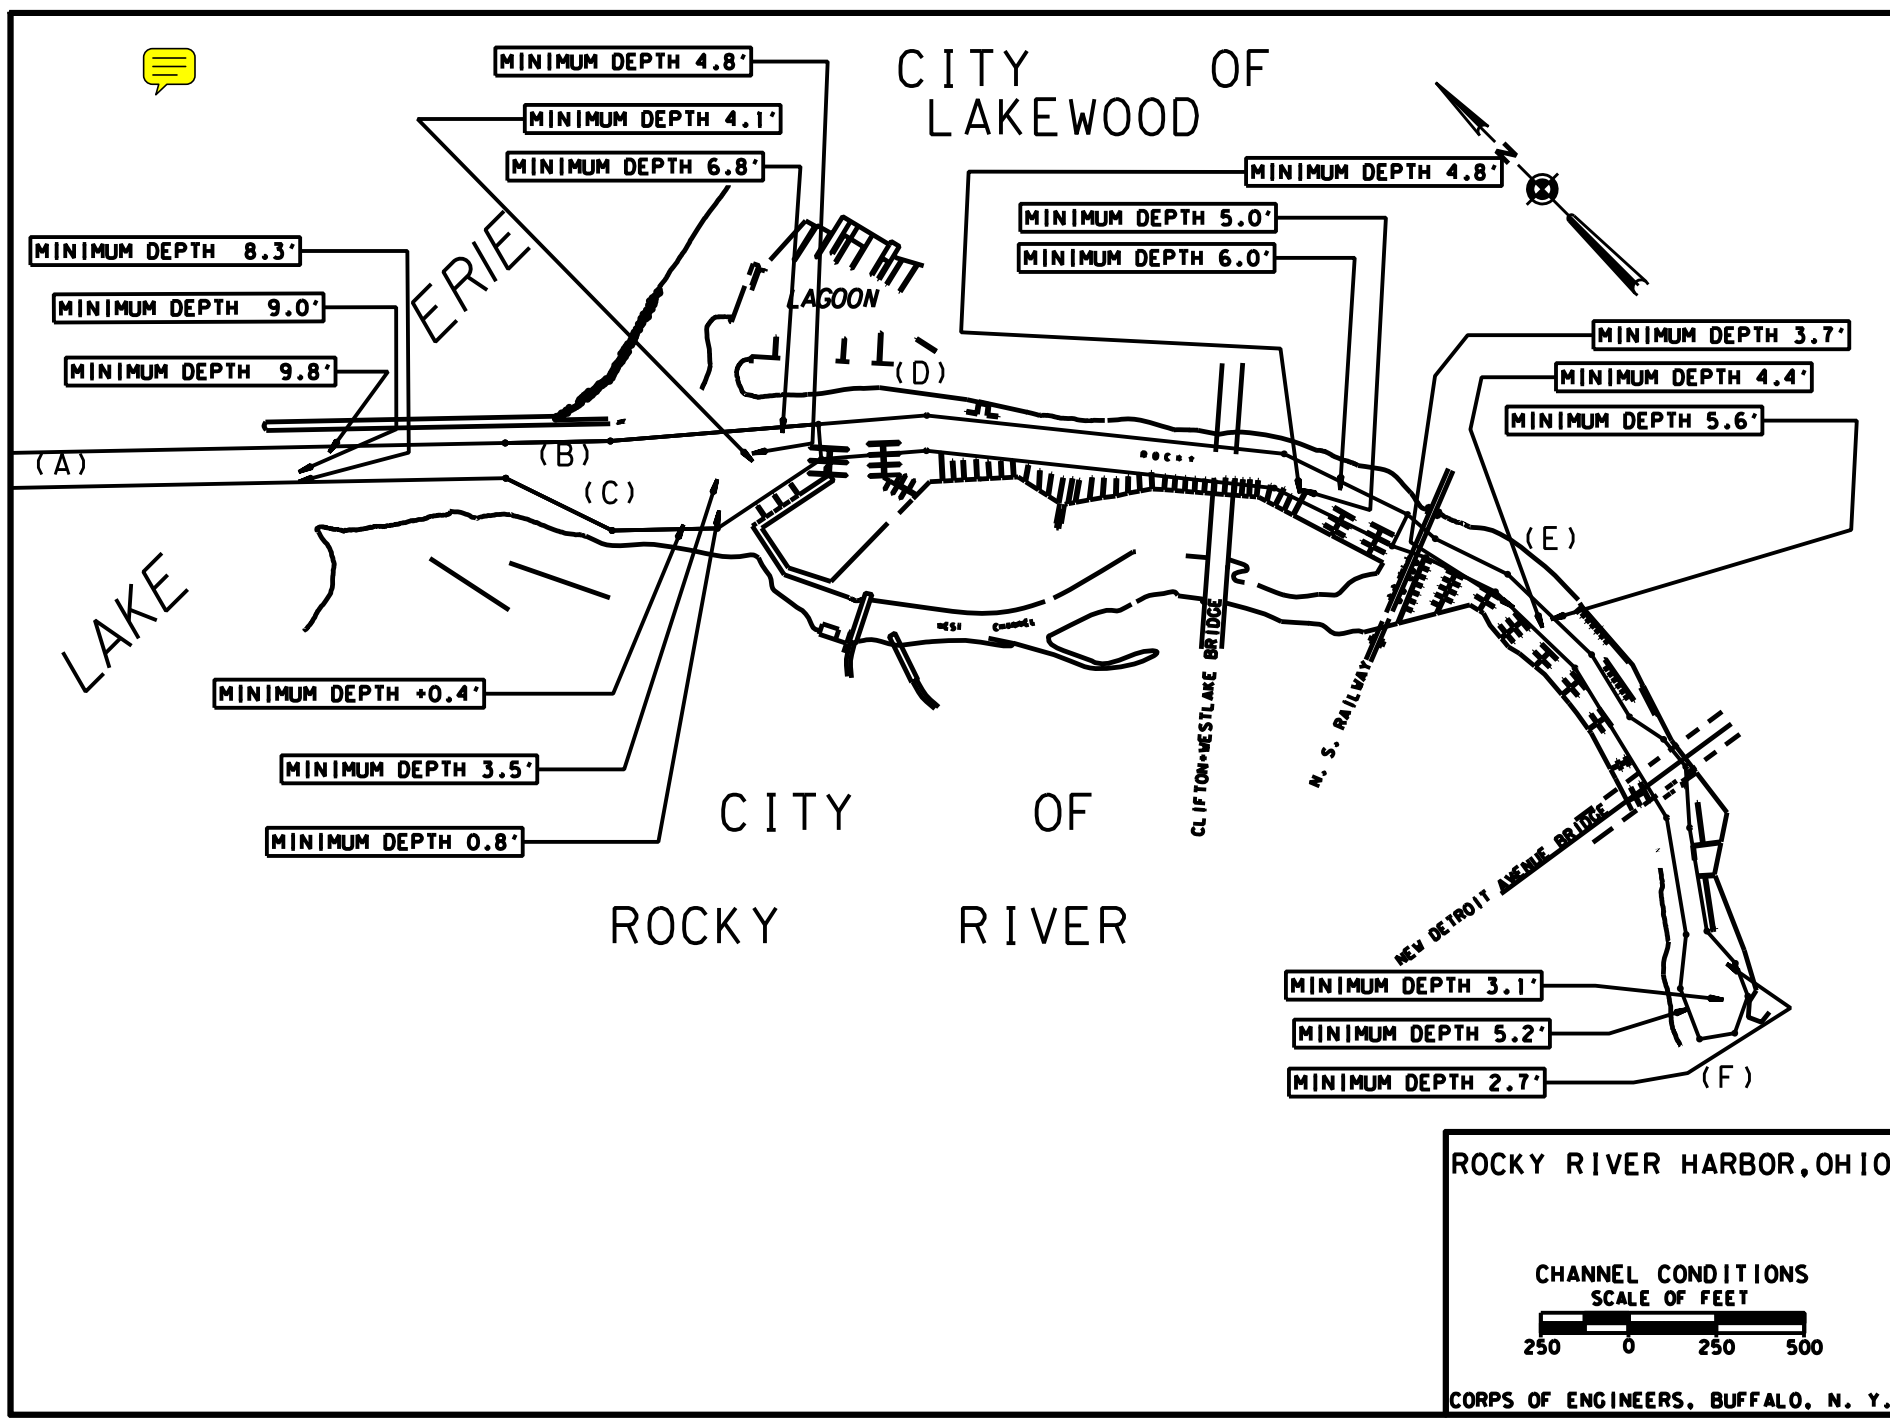 MINIMUM DEPTH 4.8'
CITY OF
LAKEWOOD
MINIMUM DEPTH 4.1'
MINIMUM DEPTH 6.8'
MINIMUM DEPTH 4.8'
N
MINIMUM DEPTH 5.0'
MINIMUM DEPTH 6.0'
MINIMUM DEPTH 8.3'
MINIMUM DEPTH 9.0'
MINIMUM DEPTH 9.8'
LAKE ERIE
LAGOON
MINIMUM DEPTH 3.7'
MINIMUM DEPTH 4.4'
MINIMUM DEPTH 5.6'
(A)
(B)
(C)
(D)
(E)
ROCKY
WEST CHANNEL
CLIFTON-WESTLAKE BRIDGE
N. S. RAILWAY
NEW DETROIT AVENUE BRIDGE
MINIMUM DEPTH +0.4'
MINIMUM DEPTH 3.5'
MINIMUM DEPTH 0.8'
CITY OF
ROCKY RIVER
MINIMUM DEPTH 3.1'
MINIMUM DEPTH 5.2'
MINIMUM DEPTH 2.7'
(F)
ROCKY RIVER HARBOR, OHIO
CHANNEL CONDITIONS
SCALE OF FEET
250 0 250 500
CORPS OF ENGINEERS, BUFFALO, N. Y.